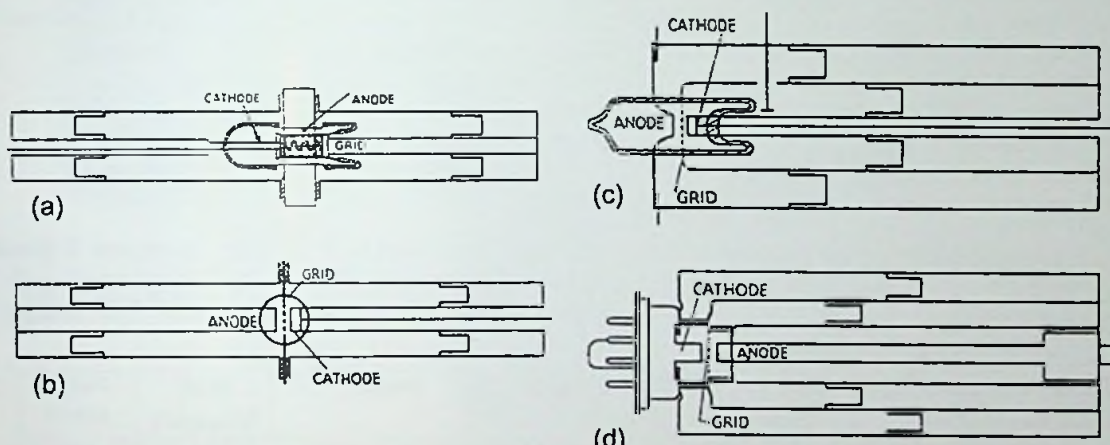 CATHODE
ANODE
GRID
(a)
GRID
ANODE
CATHODE
(b)
CATHODE
ANODE
GRID
(c)
CATHODE
ANODE
GRID
(d)